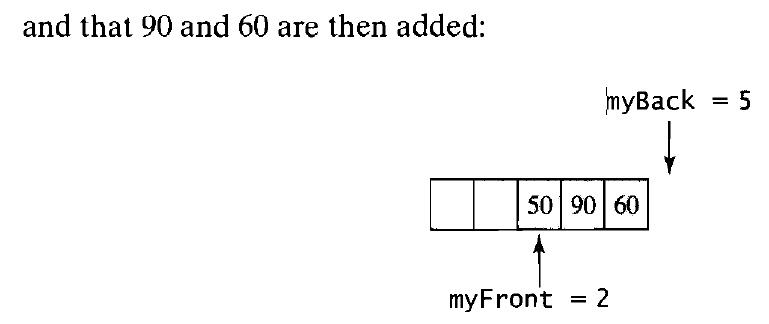 and that 90 and 60 are then added:
myBack = 5
50 90 60
myFront = 2